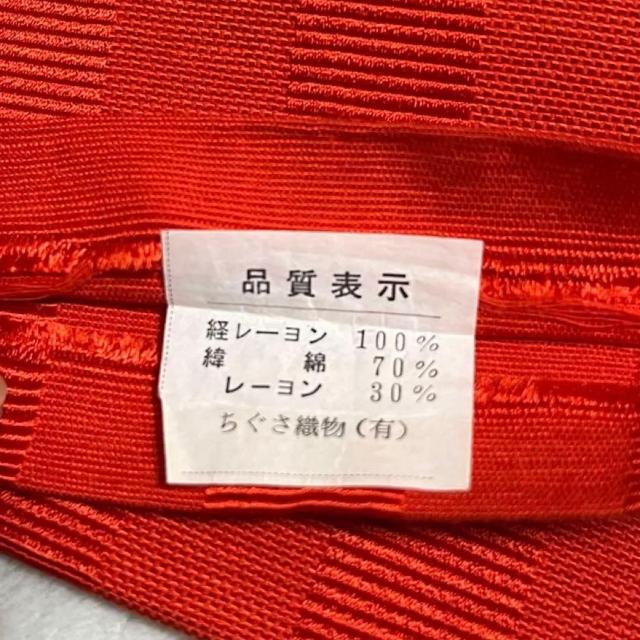 品質表示
経レーヨン 100%
緯 綿 70%
レーヨン 30%
ちぐさ織物(有)